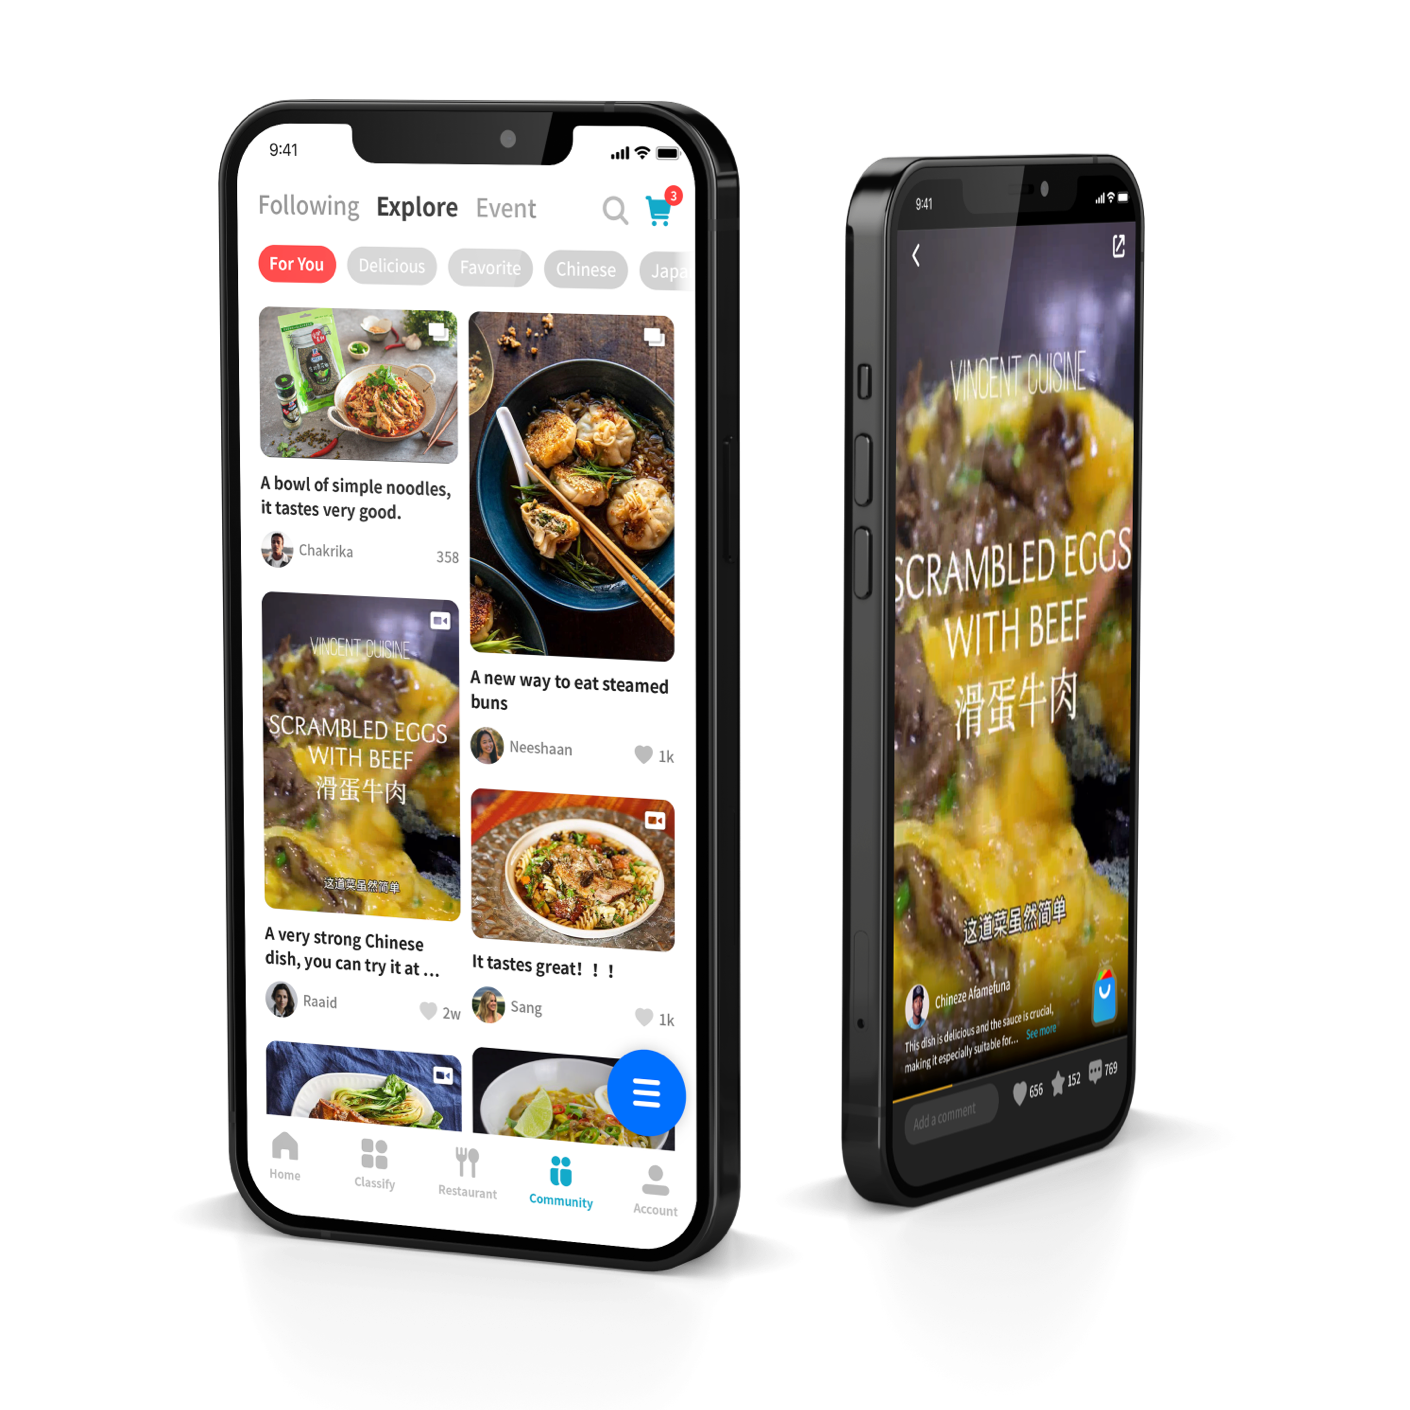 9:41
Following Explore Event
3
For You Delicious Favorite Chinese Japa
A bowl of simple noodles,
it tastes very good.
Chakrika 358
VINCENT CUISINE
SCRAMBLED EGGS
WITH BEEF
滑蛋牛肉
这道菜虽然简单
A very strong Chinese
dish, you can try it at ...
Raaid 2w
A new way to eat steamed
buns
Neeshaan 1k
It tastes great！！！
Sang 1k
Home Classify Restaurant Community Account
9:41
VINCENT CUISINE
SCRAMBLED EGGS
WITH BEEF
滑蛋牛肉
这道菜虽然简单
Chineze Afamefuna
This dish is delicious and the sauce is crucial,
making it especially suitable for... See more
Add a comment 656 152 769